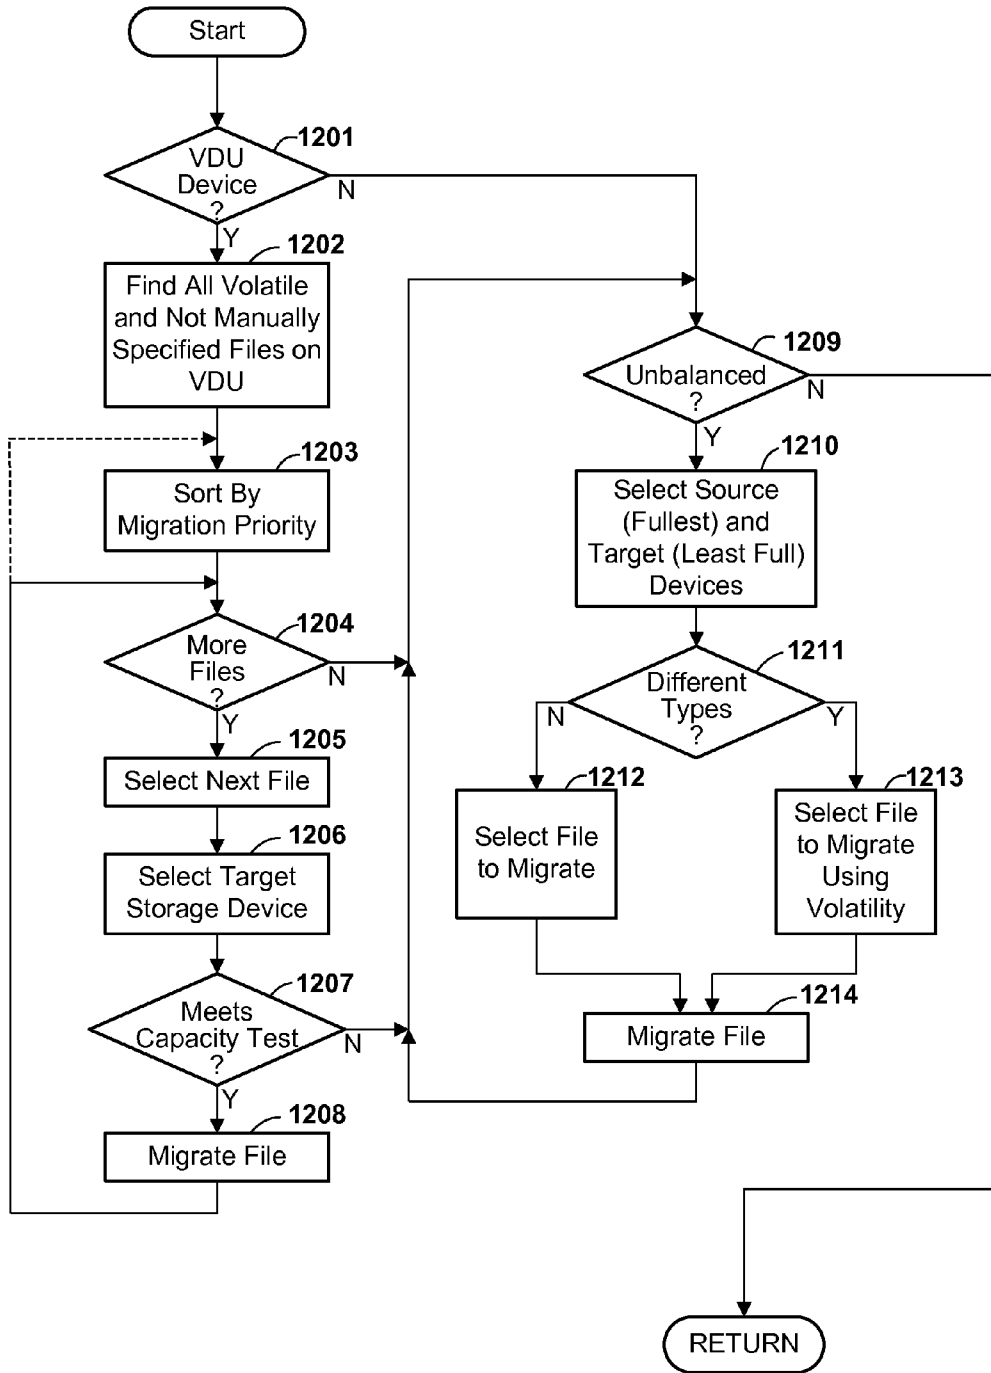 Start
1201
VDU
Device
?
N
Y
1202
Find All Volatile
and Not Manually
Specified Files on
VDU
1203
Sort By
Migration Priority
1204
More
Files
?
N
Y
1205
Select Next File
1206
Select Target
Storage Device
1207
Meets
Capacity Test
?
N
Y
1208
Migrate File
1209
Unbalanced
?
N
Y
1210
Select Source
(Fullest) and
Target (Least Full)
Devices
1211
Different
Types
?
N
Y
1212
Select File
to Migrate
1213
Select File
to Migrate
Using
Volatility
1214
Migrate File
RETURN